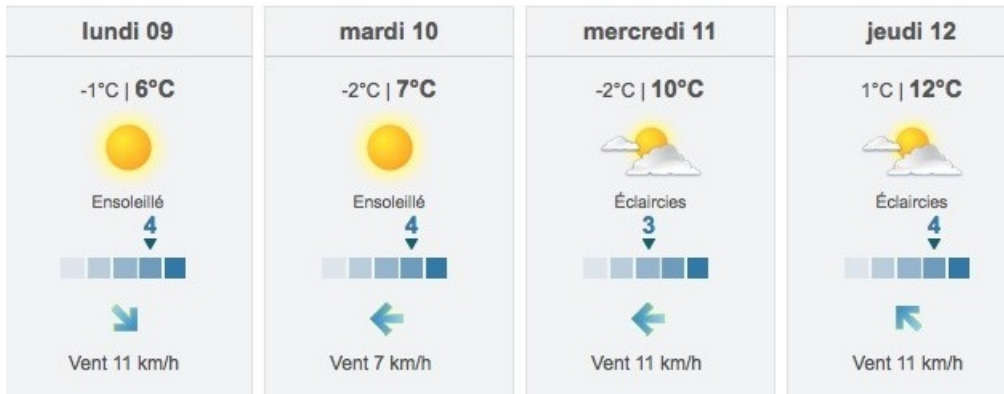 lundi 09
-1°C | 6°C
Ensoleillé
4
Vent 11 km/h
mardi 10
-2°C | 7°C
Ensoleillé
4
Vent 7 km/h
mercredi 11
-2°C | 10°C
Éclaircies
3
Vent 11 km/h
jeudi 12
1°C | 12°C
Éclaircies
4
Vent 11 km/h